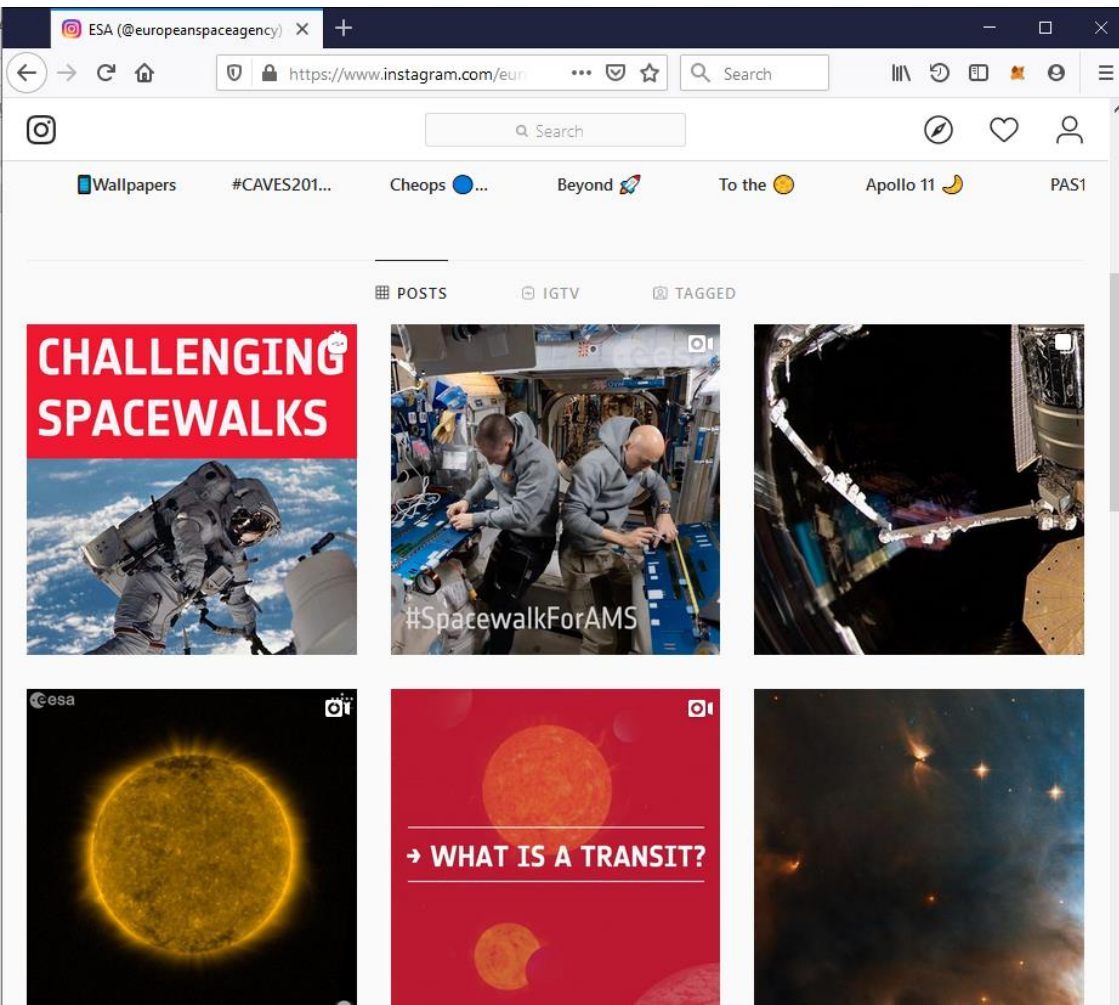 ESA (@europeanspaceagency)
https://www.instagram.com/eur
Search
Search
Wallpapers
#CAVES201...
Cheops 🔵...
Beyond 🚀
To the 🌕
Apollo 11 🌙
PAS1
POSTS
IGTV
TAGGED
CHALLENGING
SPACEWALKS
#SpacewalkForAMS
esa
→ WHAT IS A TRANSIT?